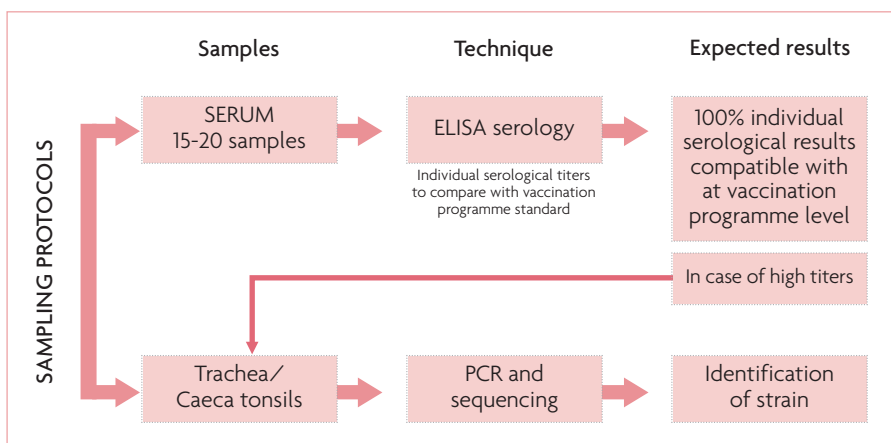 Samples
Technique
Expected results
SAMPLING PROTOCOLS
SERUM
15-20 samples
ELISA serology
Individual serological titers
to compare with vaccination
programme standard
100% individual
serological results
compatible with
at vaccination
programme level
In case of high titers
Trachea/
Caeca tonsils
PCR and
sequencing
Identification
of strain